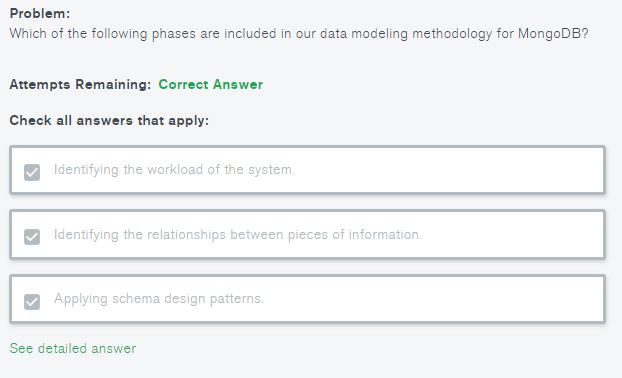 Problem:
Which of the following phases are included in our data modeling methodology for MongoDB?
Attempts Remaining: Correct Answer
Check all answers that apply:
Identifying the workload of the system.
Identifying the relationships between pieces of information.
Applying schema design patterns.
See detailed answer